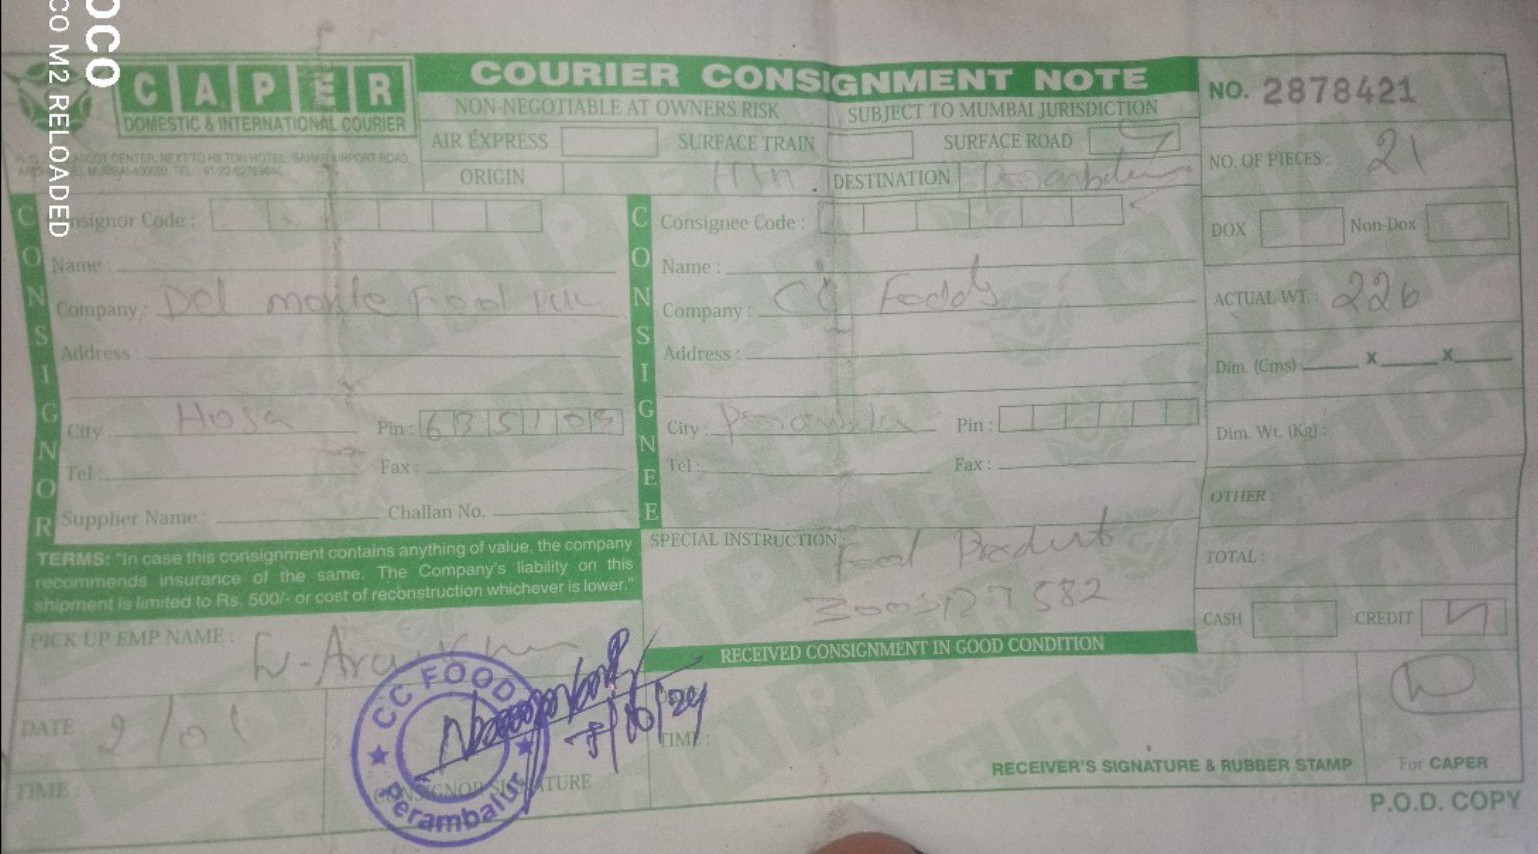 POCO
POCO M2 RELOADED
CAPER
DOMESTIC & INTERNATIONAL COURIER
COURIER CONSIGNMENT NOTE
NON-NEGOTIABLE AT OWNERS RISK SUBJECT TO MUMBAI JURISDICTION
AIR EXPRESS SURFACE TRAIN SURFACE ROAD
ORIGIN DESTINATION
NO. 2878421
NO. OF PIECES: 21
DOX Non-Dox
ACTUAL WT. 226
Dim. (Cms) x x
Dim. Wt. (Kg):
OTHER:
TOTAL:
CASH CREDIT
CONSIGNOR
Consignor Code:
Name:
Company: Del monte Food
Address:
City: Pin: 635109
Tel: Fax:
Supplier Name: Challan No.
CONSIGNEE
Consignee Code:
Name:
Company: CC Foods
Address:
City: Pin:
Tel: Fax:
TERMS: "In case this consignment contains anything of value, the company
recommends insurance of the same. The Company's liability on this
shipment is limited to Rs. 500/- or cost of reconstruction whichever is lower."
SPECIAL INSTRUCTION: Food Product
3003127582
PICK UP EMP NAME:
DATE:
TIME:
CONSIGNOR SIGNATURE
CC FOODS
Perambalur
RECEIVED CONSIGNMENT IN GOOD CONDITION
TIME:
RECEIVER'S SIGNATURE & RUBBER STAMP
For CAPER
P.O.D. COPY